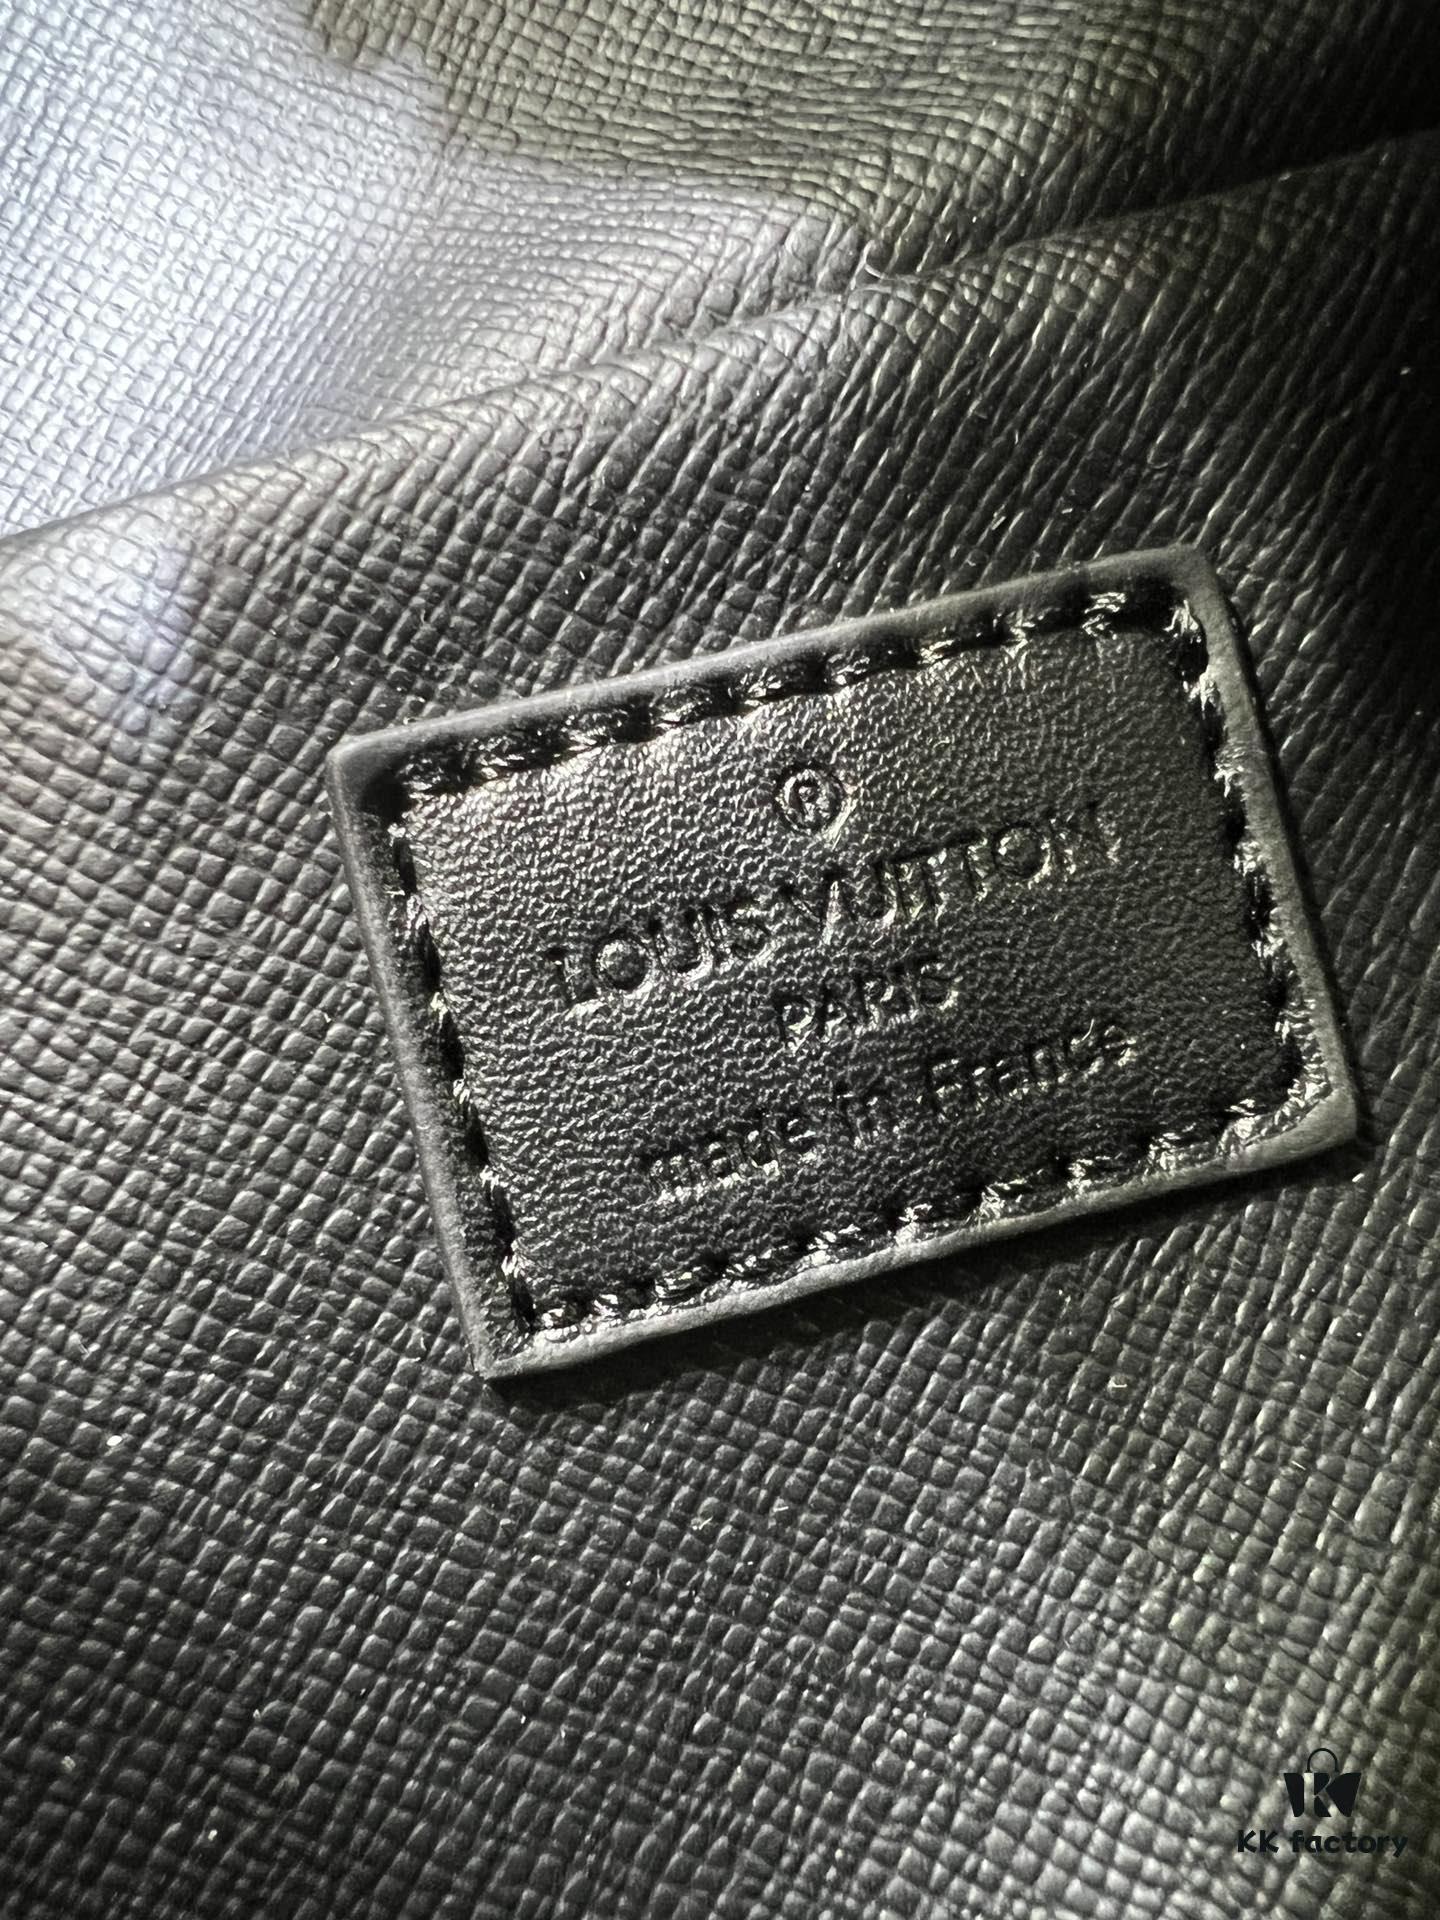 ®
LOUIS VUITTON
PARIS
made in France
KK factory